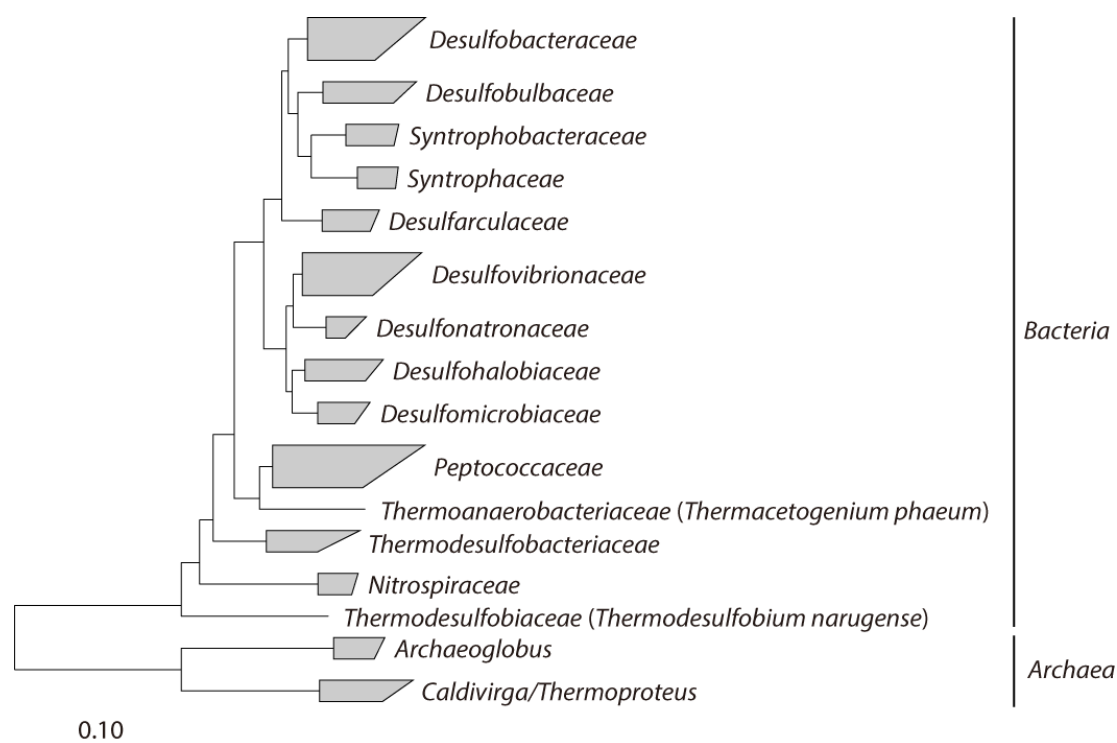 Desulfobacteraceae
Desulfobulbaceae
Syntrophobacteraceae
Syntrophaceae
Desulfarculaceae
Desulfovibrionaceae
Desulfonatronaceae
Desulfohalobiaceae
Desulfomicrobiaceae
Peptococcaceae
Thermoanaerobacteriaceae (Thermacetogenium phaeum)
Thermodesulfobacteriaceae
Nitrospiraceae
Thermodesulfobiaceae (Thermodesulfobium narugense)
Bacteria
Archaeoglobus
Caldivirga/Thermoproteus
Archaea
0.10